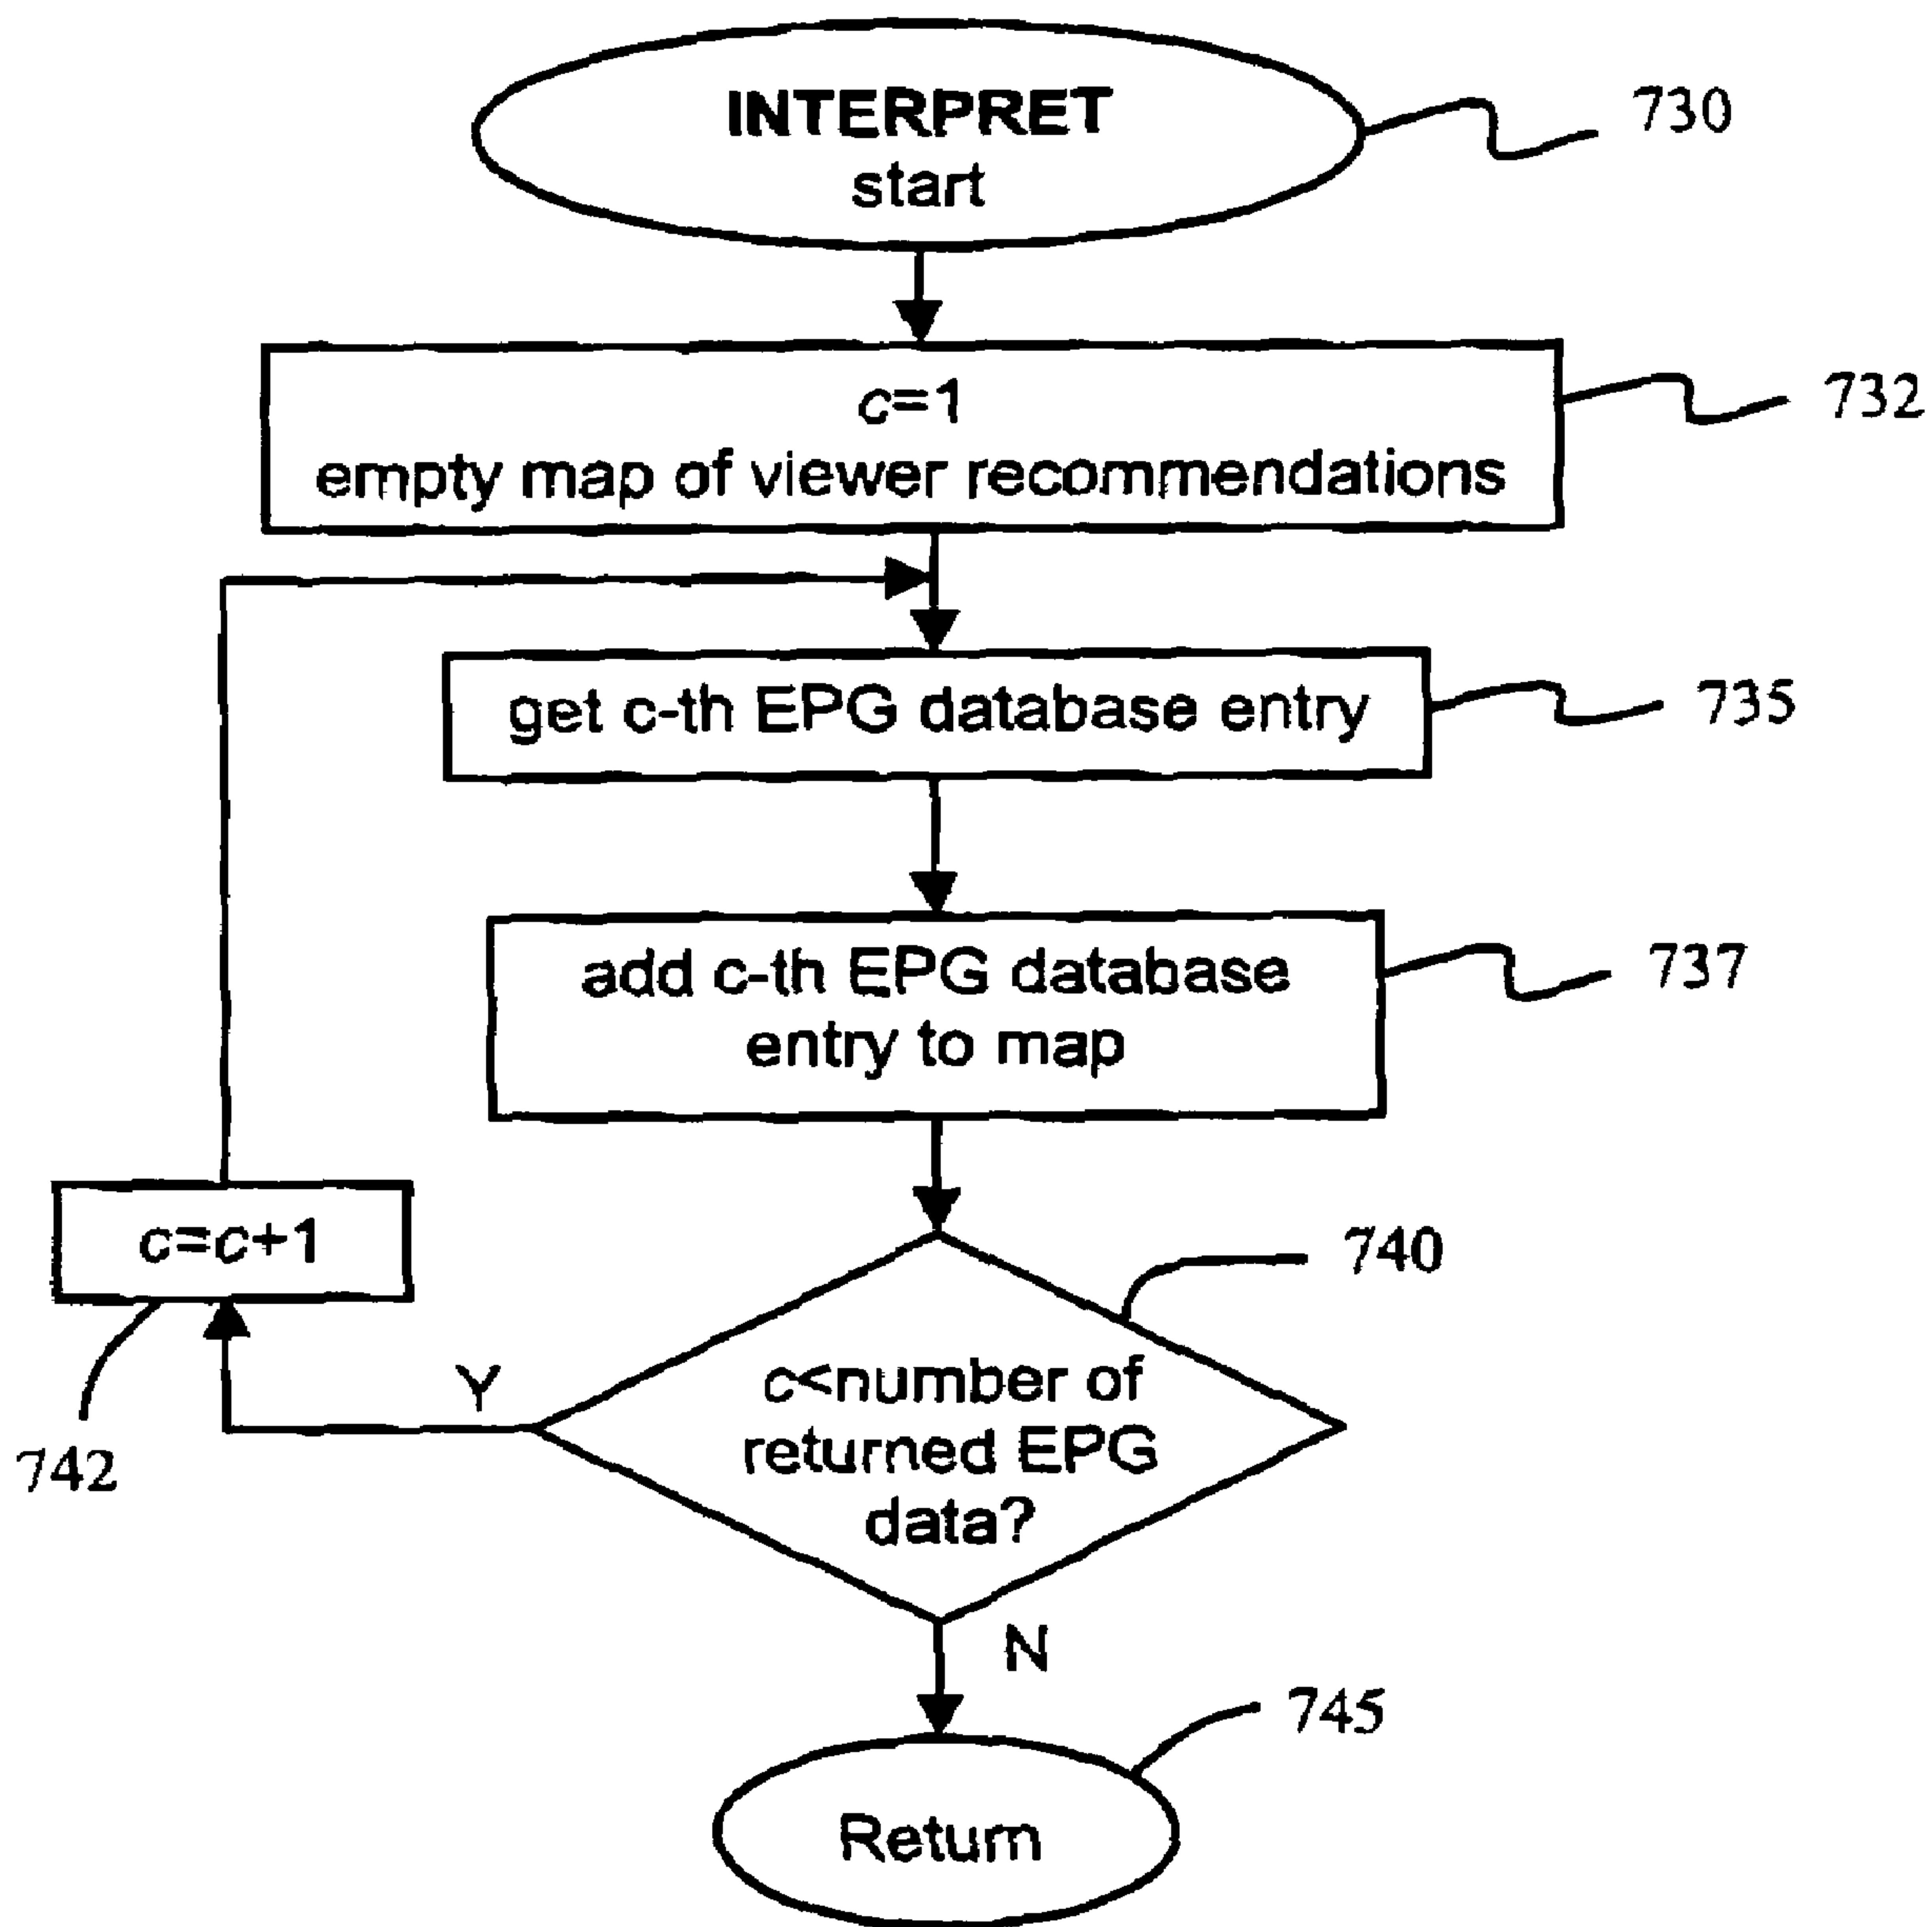 INTERPRET
start
730
c=1
empty map of viewer recommendations
732
get c-th EPG database entry
735
add c-th EPG database
entry to map
737
c=c+1
742
740
c<number of
returned EPG
data?
Y
N
745
Return